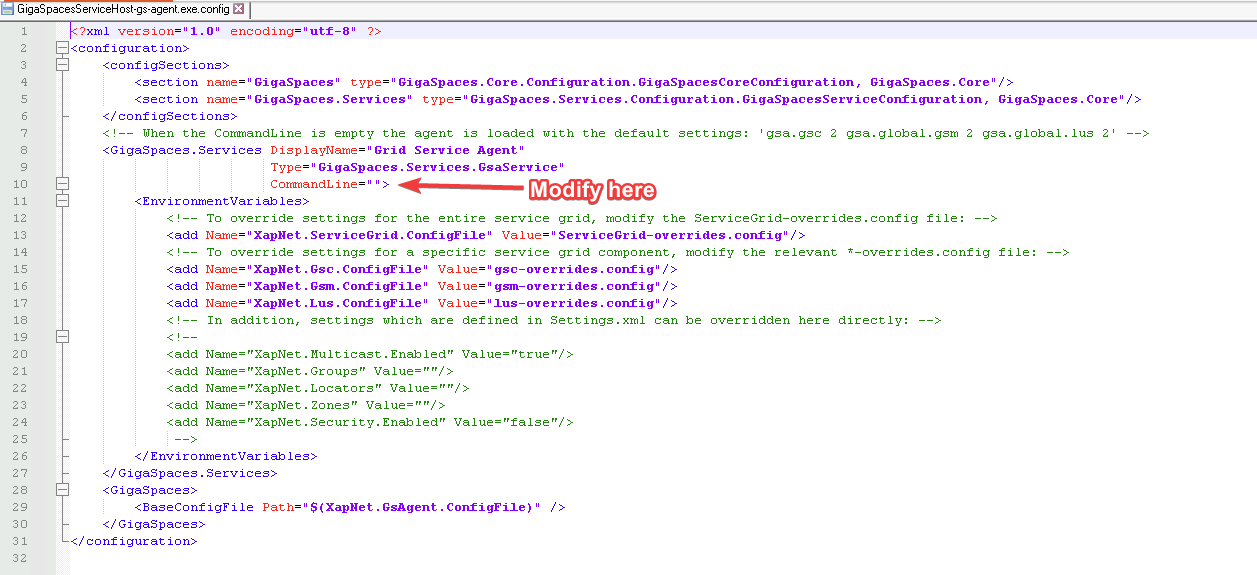 GigaSpacesServiceHost-gs-agent.exe.config
1 <?xml version="1.0" encoding="utf-8" ?>
2 <configuration>
3 <configSections>
4 <section name="GigaSpaces" type="GigaSpaces.Core.Configuration.GigaSpacesCoreConfiguration, GigaSpaces.Core"/>
5 <section name="GigaSpaces.Services" type="GigaSpaces.Services.Configuration.GigaSpacesServiceConfiguration, GigaSpaces.Core"/>
6 </configSections>
7 <!-- When the CommandLine is empty the agent is loaded with the default settings: 'gsa.gsc 2 gsa.global.gsm 2 gsa.global.lus 2' -->
8 <GigaSpaces.Services DisplayName="Grid Service Agent"
9 Type="GigaSpaces.Services.GsaService"
10 CommandLine=""> Modify here
11 <EnvironmentVariables>
12 <!-- To override settings for the entire service grid, modify the ServiceGrid-overrides.config file: -->
13 <add Name="XapNet.ServiceGrid.ConfigFile" Value="ServiceGrid-overrides.config"/>
14 <!-- To override settings for a specific service grid component, modify the relevant *-overrides.config file: -->
15 <add Name="XapNet.Gsc.ConfigFile" Value="gsc-overrides.config"/>
16 <add Name="XapNet.Gsm.ConfigFile" Value="gsm-overrides.config"/>
17 <add Name="XapNet.Lus.ConfigFile" Value="lus-overrides.config"/>
18 <!-- In addition, settings which are defined in Settings.xml can be overridden here directly: -->
19 <!--
20 <add Name="XapNet.Multicast.Enabled" Value="true"/>
21 <add Name="XapNet.Groups" Value=""/>
22 <add Name="XapNet.Locators" Value=""/>
23 <add Name="XapNet.Zones" Value=""/>
24 <add Name="XapNet.Security.Enabled" Value="false"/>
25 -->
26 </EnvironmentVariables>
27 </GigaSpaces.Services>
28 <GigaSpaces>
29 <BaseConfigFile Path="$(XapNet.GsAgent.ConfigFile)" />
30 </GigaSpaces>
31 </configuration>
32